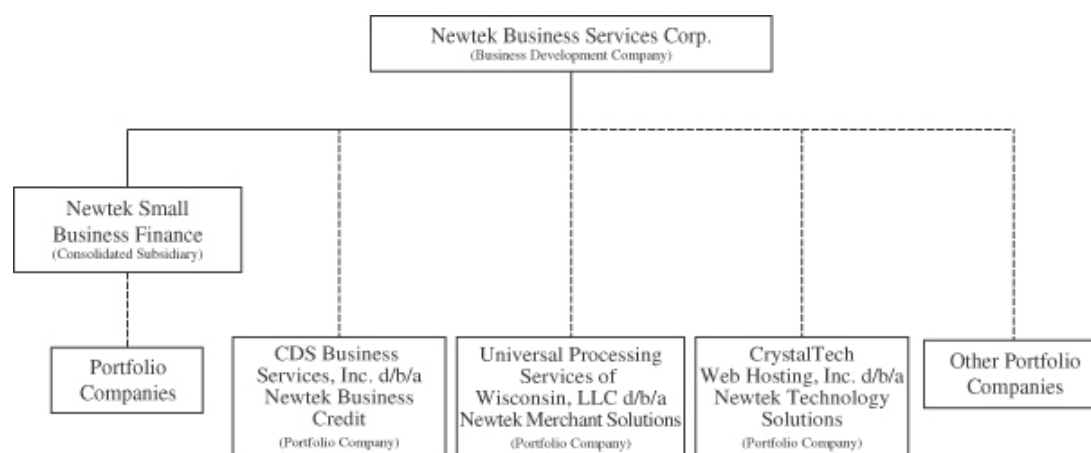 Newtek Business Services Corp.
(Business Development Company)
Newtek Small
Business Finance
(Consolidated Subsidiary)
Portfolio
Companies
CDS Business
Services, Inc. d/b/a
Newtek Business
Credit
(Portfolio Company)
Universal Processing
Services of
Wisconsin, LLC d/b/a
Newtek Merchant Solutions
(Portfolio Company)
CrystalTech
Web Hosting, Inc. d/b/a
Newtek Technology
Solutions
(Portfolio Company)
Other Portfolio
Companies